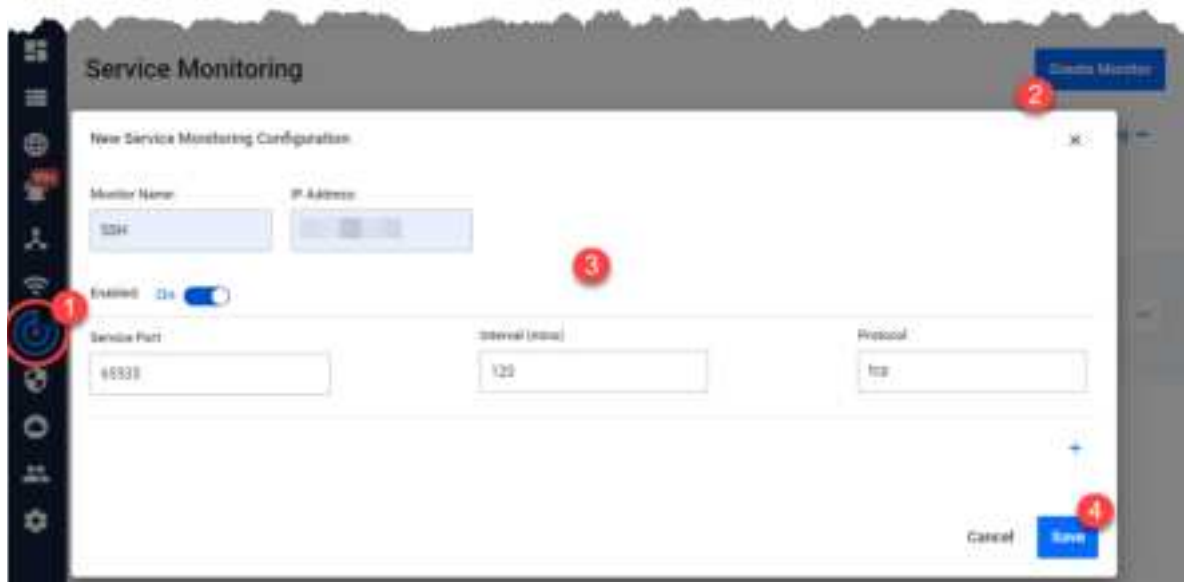 Service Monitoring
Create Monitor
2
New Service Monitoring Configuration
×
Monitor Name
IP Address
SSH
3
Enabled
On
1
Service Port
Interval (mins)
Protocol
120
tcp
+
4
Cancel
Save